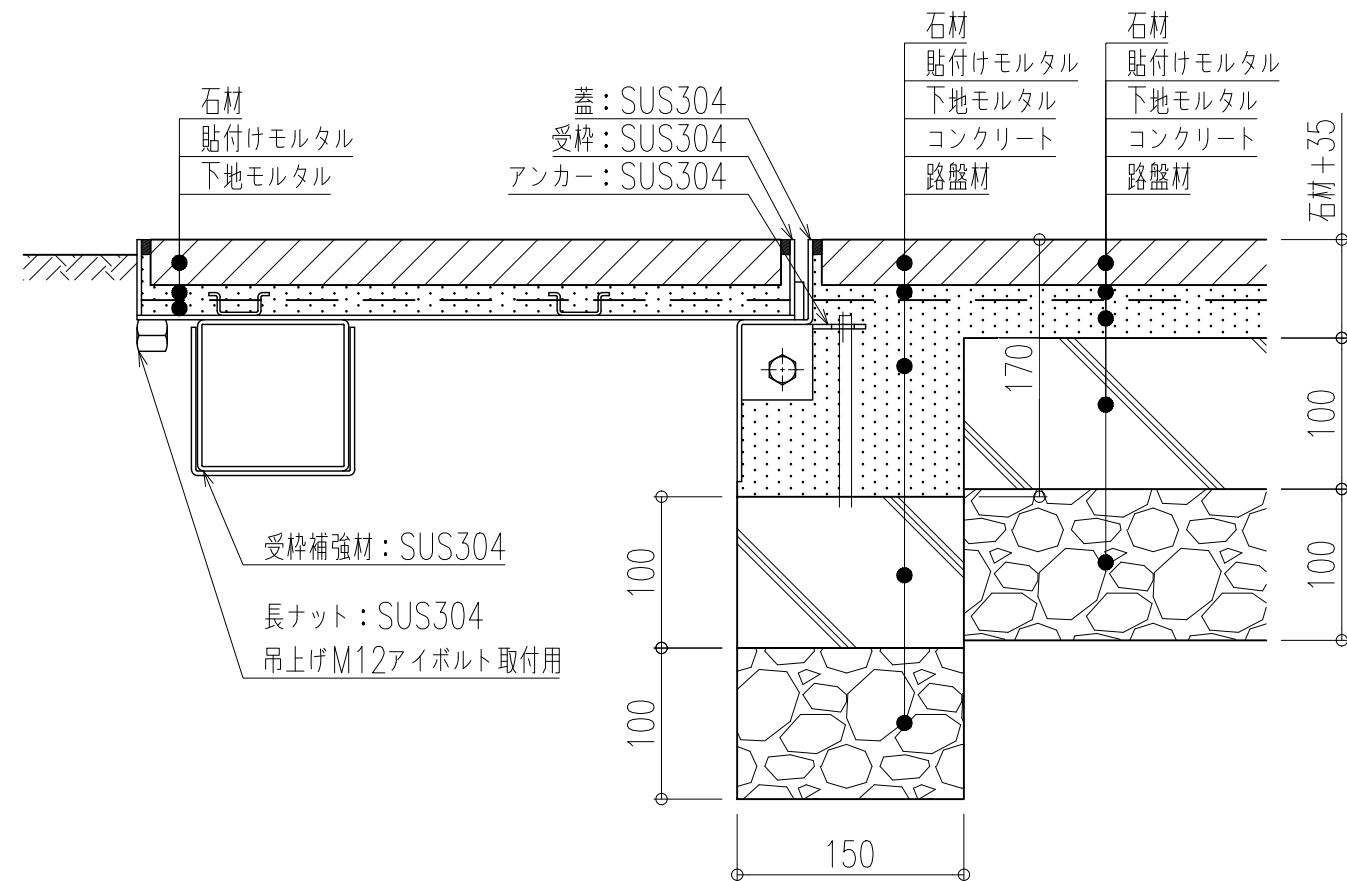 石材
貼付けモルタル
下地モルタル
蓋：SUS304
受枠：SUS304
アンカー：SUS304
石材
貼付けモルタル
下地モルタル
コンクリート
路盤材
石材
貼付けモルタル
下地モルタル
コンクリート
路盤材
石材+35
170
100
100
受枠補強材：SUS304
長ナット：SUS304
吊上げM12アイボルト取付用
100
100
150